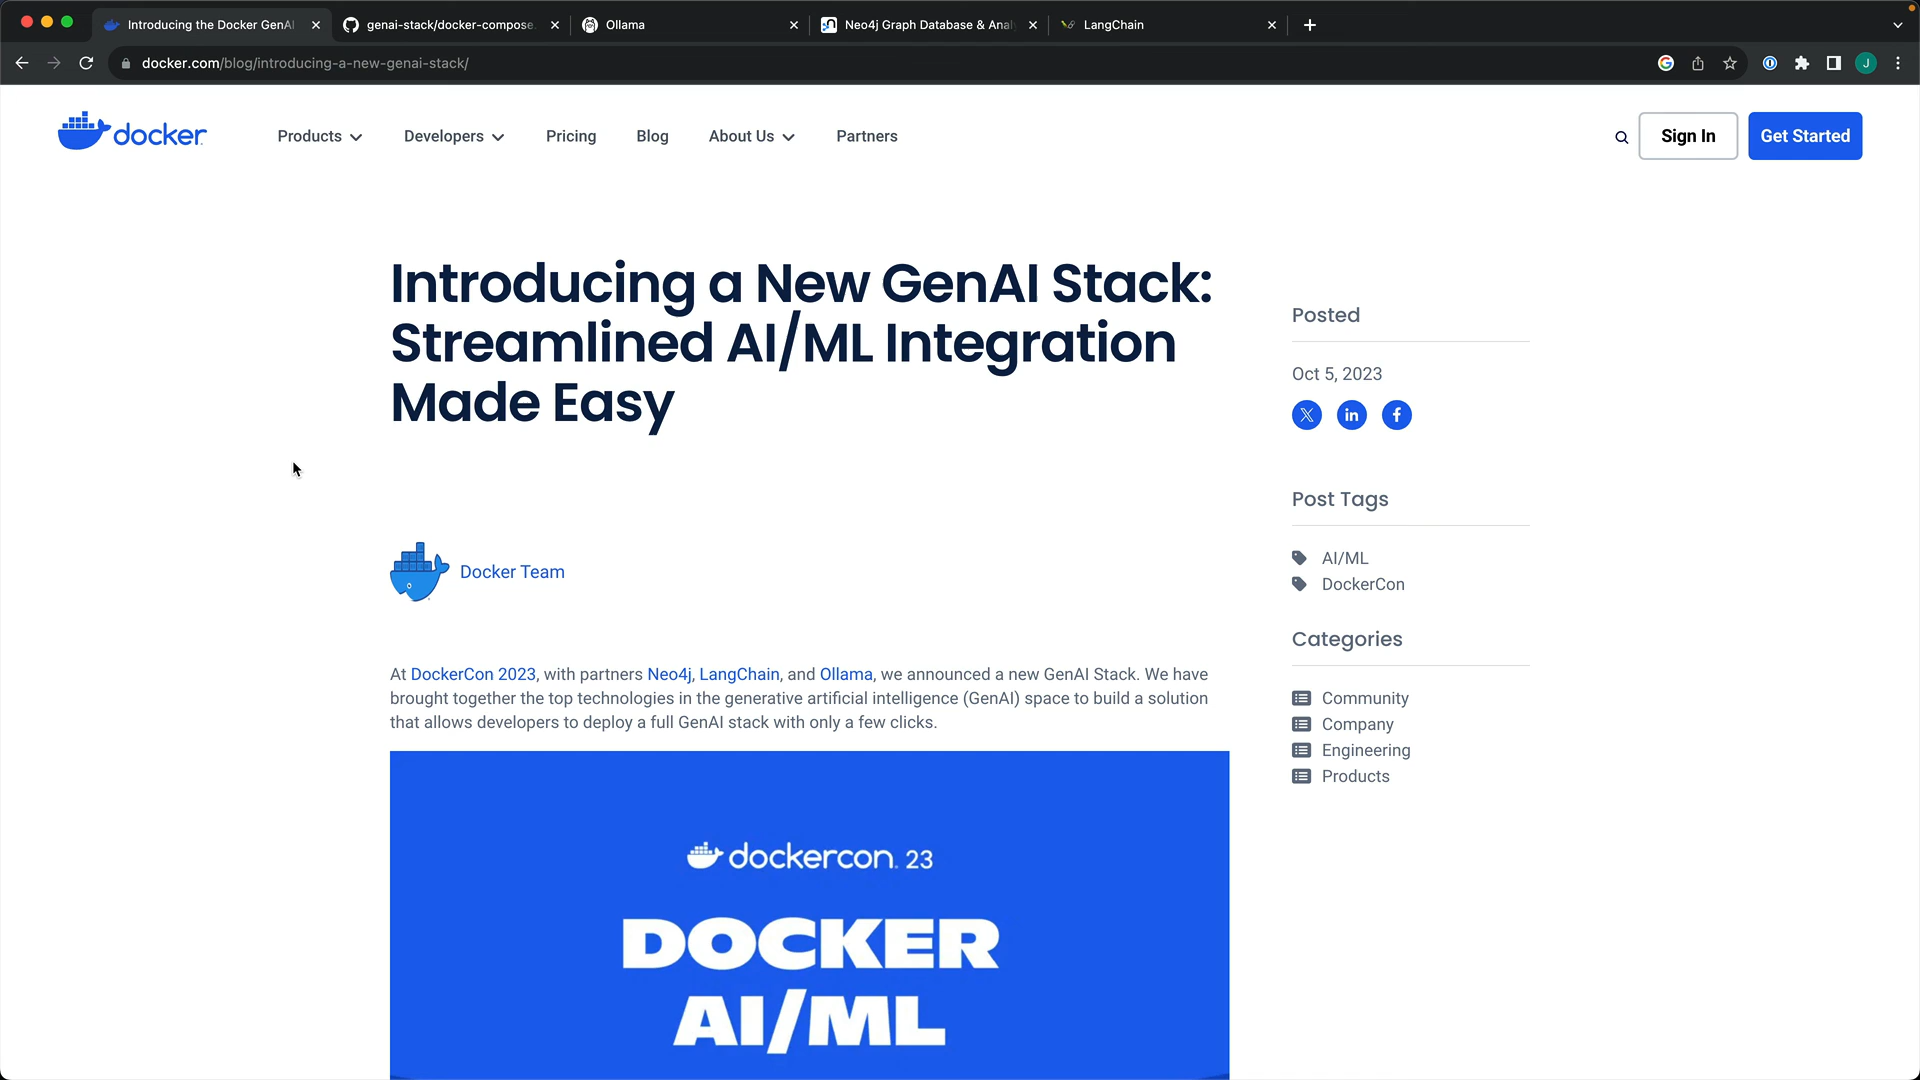 Introducing the Docker GenAI
genai-stack/docker-compose.
Ollama
Neo4j Graph Database & Anal
LangChain
docker.com/blog/introducing-a-new-genai-stack/
J
docker
Products
Developers
Pricing
Blog
About Us
Partners
Sign In
Get Started
Introducing a New GenAI Stack:
Streamlined AI/ML Integration
Made Easy
Docker Team
At DockerCon 2023, with partners Neo4j, LangChain, and Ollama, we announced a new GenAI Stack. We have
brought together the top technologies in the generative artificial intelligence (GenAI) space to build a solution
that allows developers to deploy a full GenAI stack with only a few clicks.
dockercon. 23
DOCKER
AI/ML
Posted
Oct 5, 2023
Post Tags
AI/ML
DockerCon
Categories
Community
Company
Engineering
Products